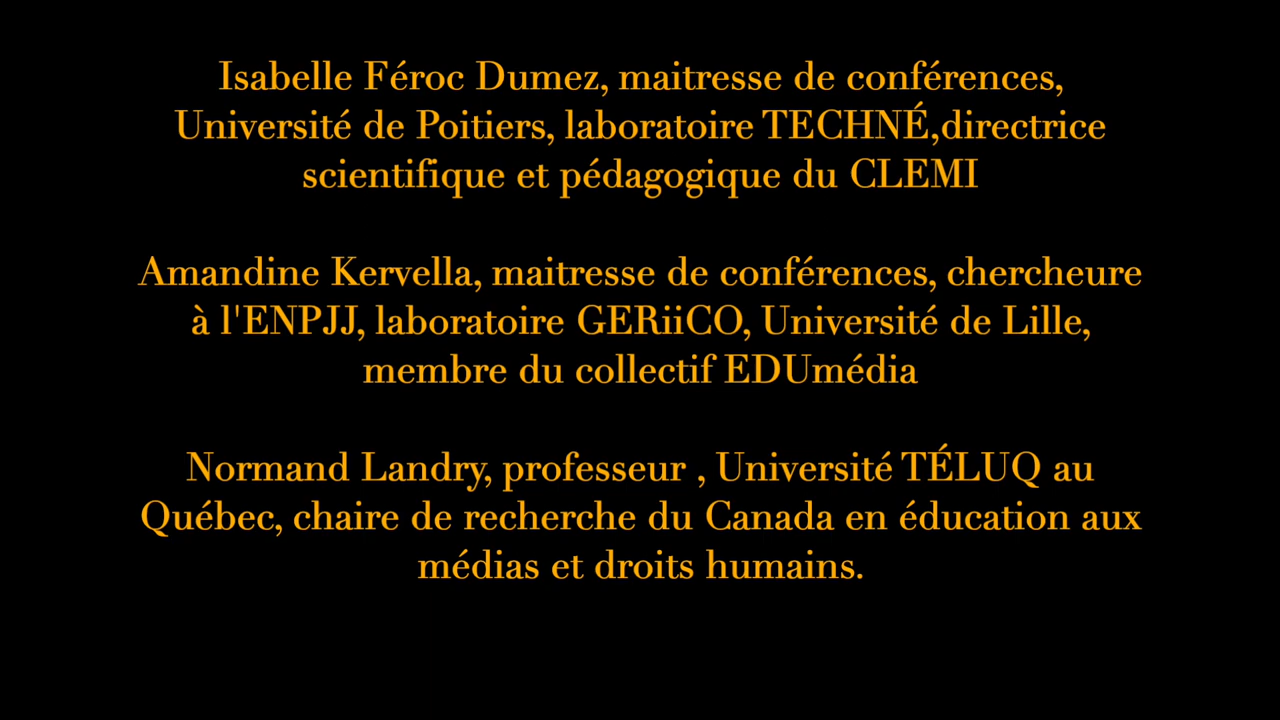 Isabelle Féroc Dumez, maitresse de conférences,
Université de Poitiers, laboratoire TECHNÉ,directrice
scientifique et pédagogique du CLEMI
Amandine Kervella, maitresse de conférences, chercheure
à l'ENPJJ, laboratoire GERiiCO, Université de Lille,
membre du collectif EDUmédia
Normand Landry, professeur , Université TÉLUQ au
Québec, chaire de recherche du Canada en éducation aux
médias et droits humains.